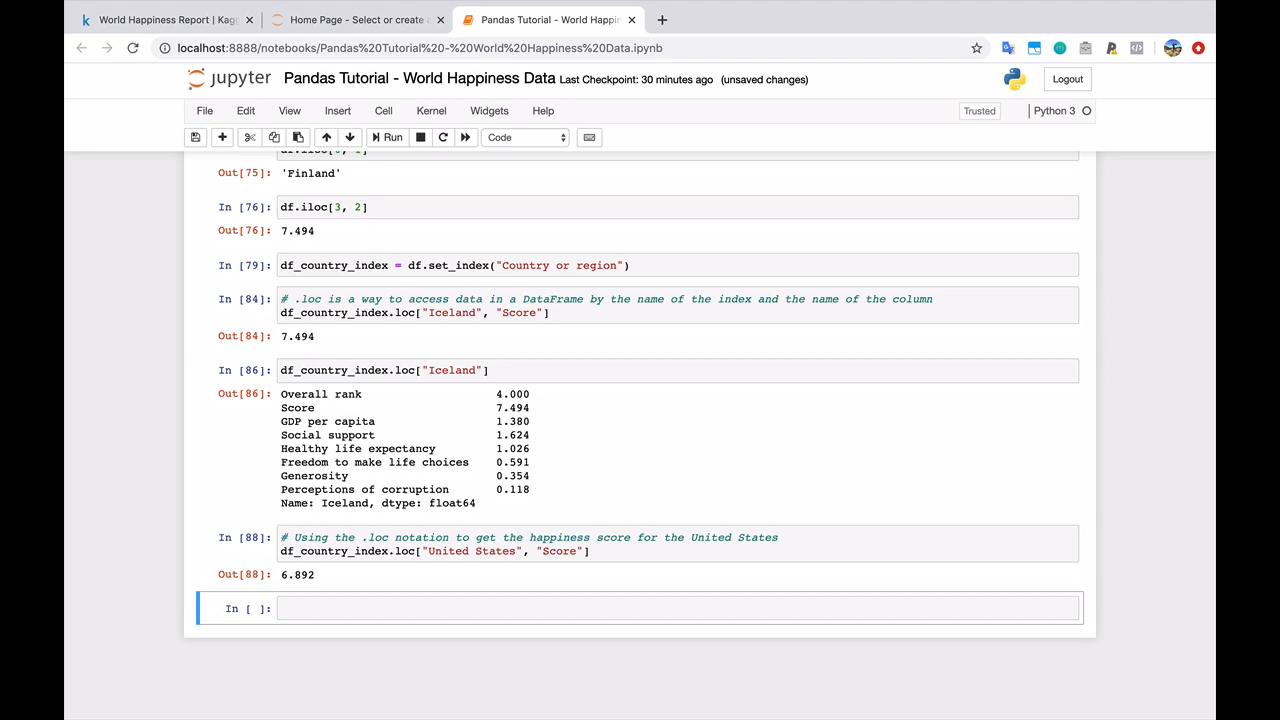 World Happiness Report | Kag
Home Page - Select or create a
Pandas Tutorial - World Happin
localhost:8888/notebooks/Pandas%20Tutorial%20-%20World%20Happiness%20Data.ipynb
jupyter Pandas Tutorial - World Happiness Data Last Checkpoint: 30 minutes ago (unsaved changes)
Logout
File Edit View Insert Cell Kernel Widgets Help
Trusted Python 3
Run Code
Out[75]: 'Finland'
In [76]: df.iloc[3, 2]
Out[76]: 7.494
In [79]: df_country_index = df.set_index("Country or region")
In [84]: # .loc is a way to access data in a DataFrame by the name of the index and the name of the column
df_country_index.loc["Iceland", "Score"]
Out[84]: 7.494
In [86]: df_country_index.loc["Iceland"]
Out[86]: Overall rank 4.000
Score 7.494
GDP per capita 1.380
Social support 1.624
Healthy life expectancy 1.026
Freedom to make life choices 0.591
Generosity 0.354
Perceptions of corruption 0.118
Name: Iceland, dtype: float64
In [88]: # Using the .loc notation to get the happiness score for the United States
df_country_index.loc["United States", "Score"]
Out[88]: 6.892
In [ ]: